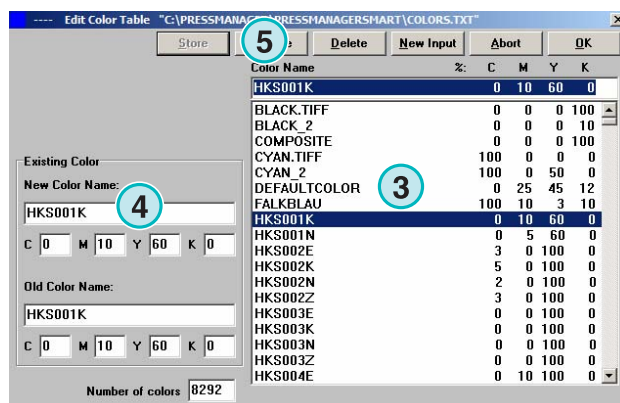 ---- Edit Color Table "C:\PRESSMANAGER\PRESSMANAGERSMART\COLORS.TXT"
Store Delete New Input Abort OK
5
Color Name %: C M Y K
HKS001K 0 10 60 0
BLACK.TIFF 0 0 0 100
BLACK_2 0 0 0 10
COMPOSITE 0 0 0 100
CYAN.TIFF 100 0 0 0
CYAN_2 100 0 50 0
DEFAULTCOLOR 0 25 45 12
FALKBLAU 100 10 3 10
HKS001K 0 10 60 0
HKS001N 0 5 60 0
HKS002E 3 0 100 0
HKS002K 5 0 100 0
HKS002N 2 0 100 0
HKS002Z 3 0 100 0
HKS003E 0 0 100 0
HKS003K 0 0 100 0
HKS003N 0 0 100 0
HKS003Z 0 0 100 0
HKS004E 0 10 100 0
3
Existing Color
New Color Name:
HKS001K
4
C 0 M 10 Y 60 K 0
Old Color Name:
HKS001K
C 0 M 10 Y 60 K 0
Number of colors 8292